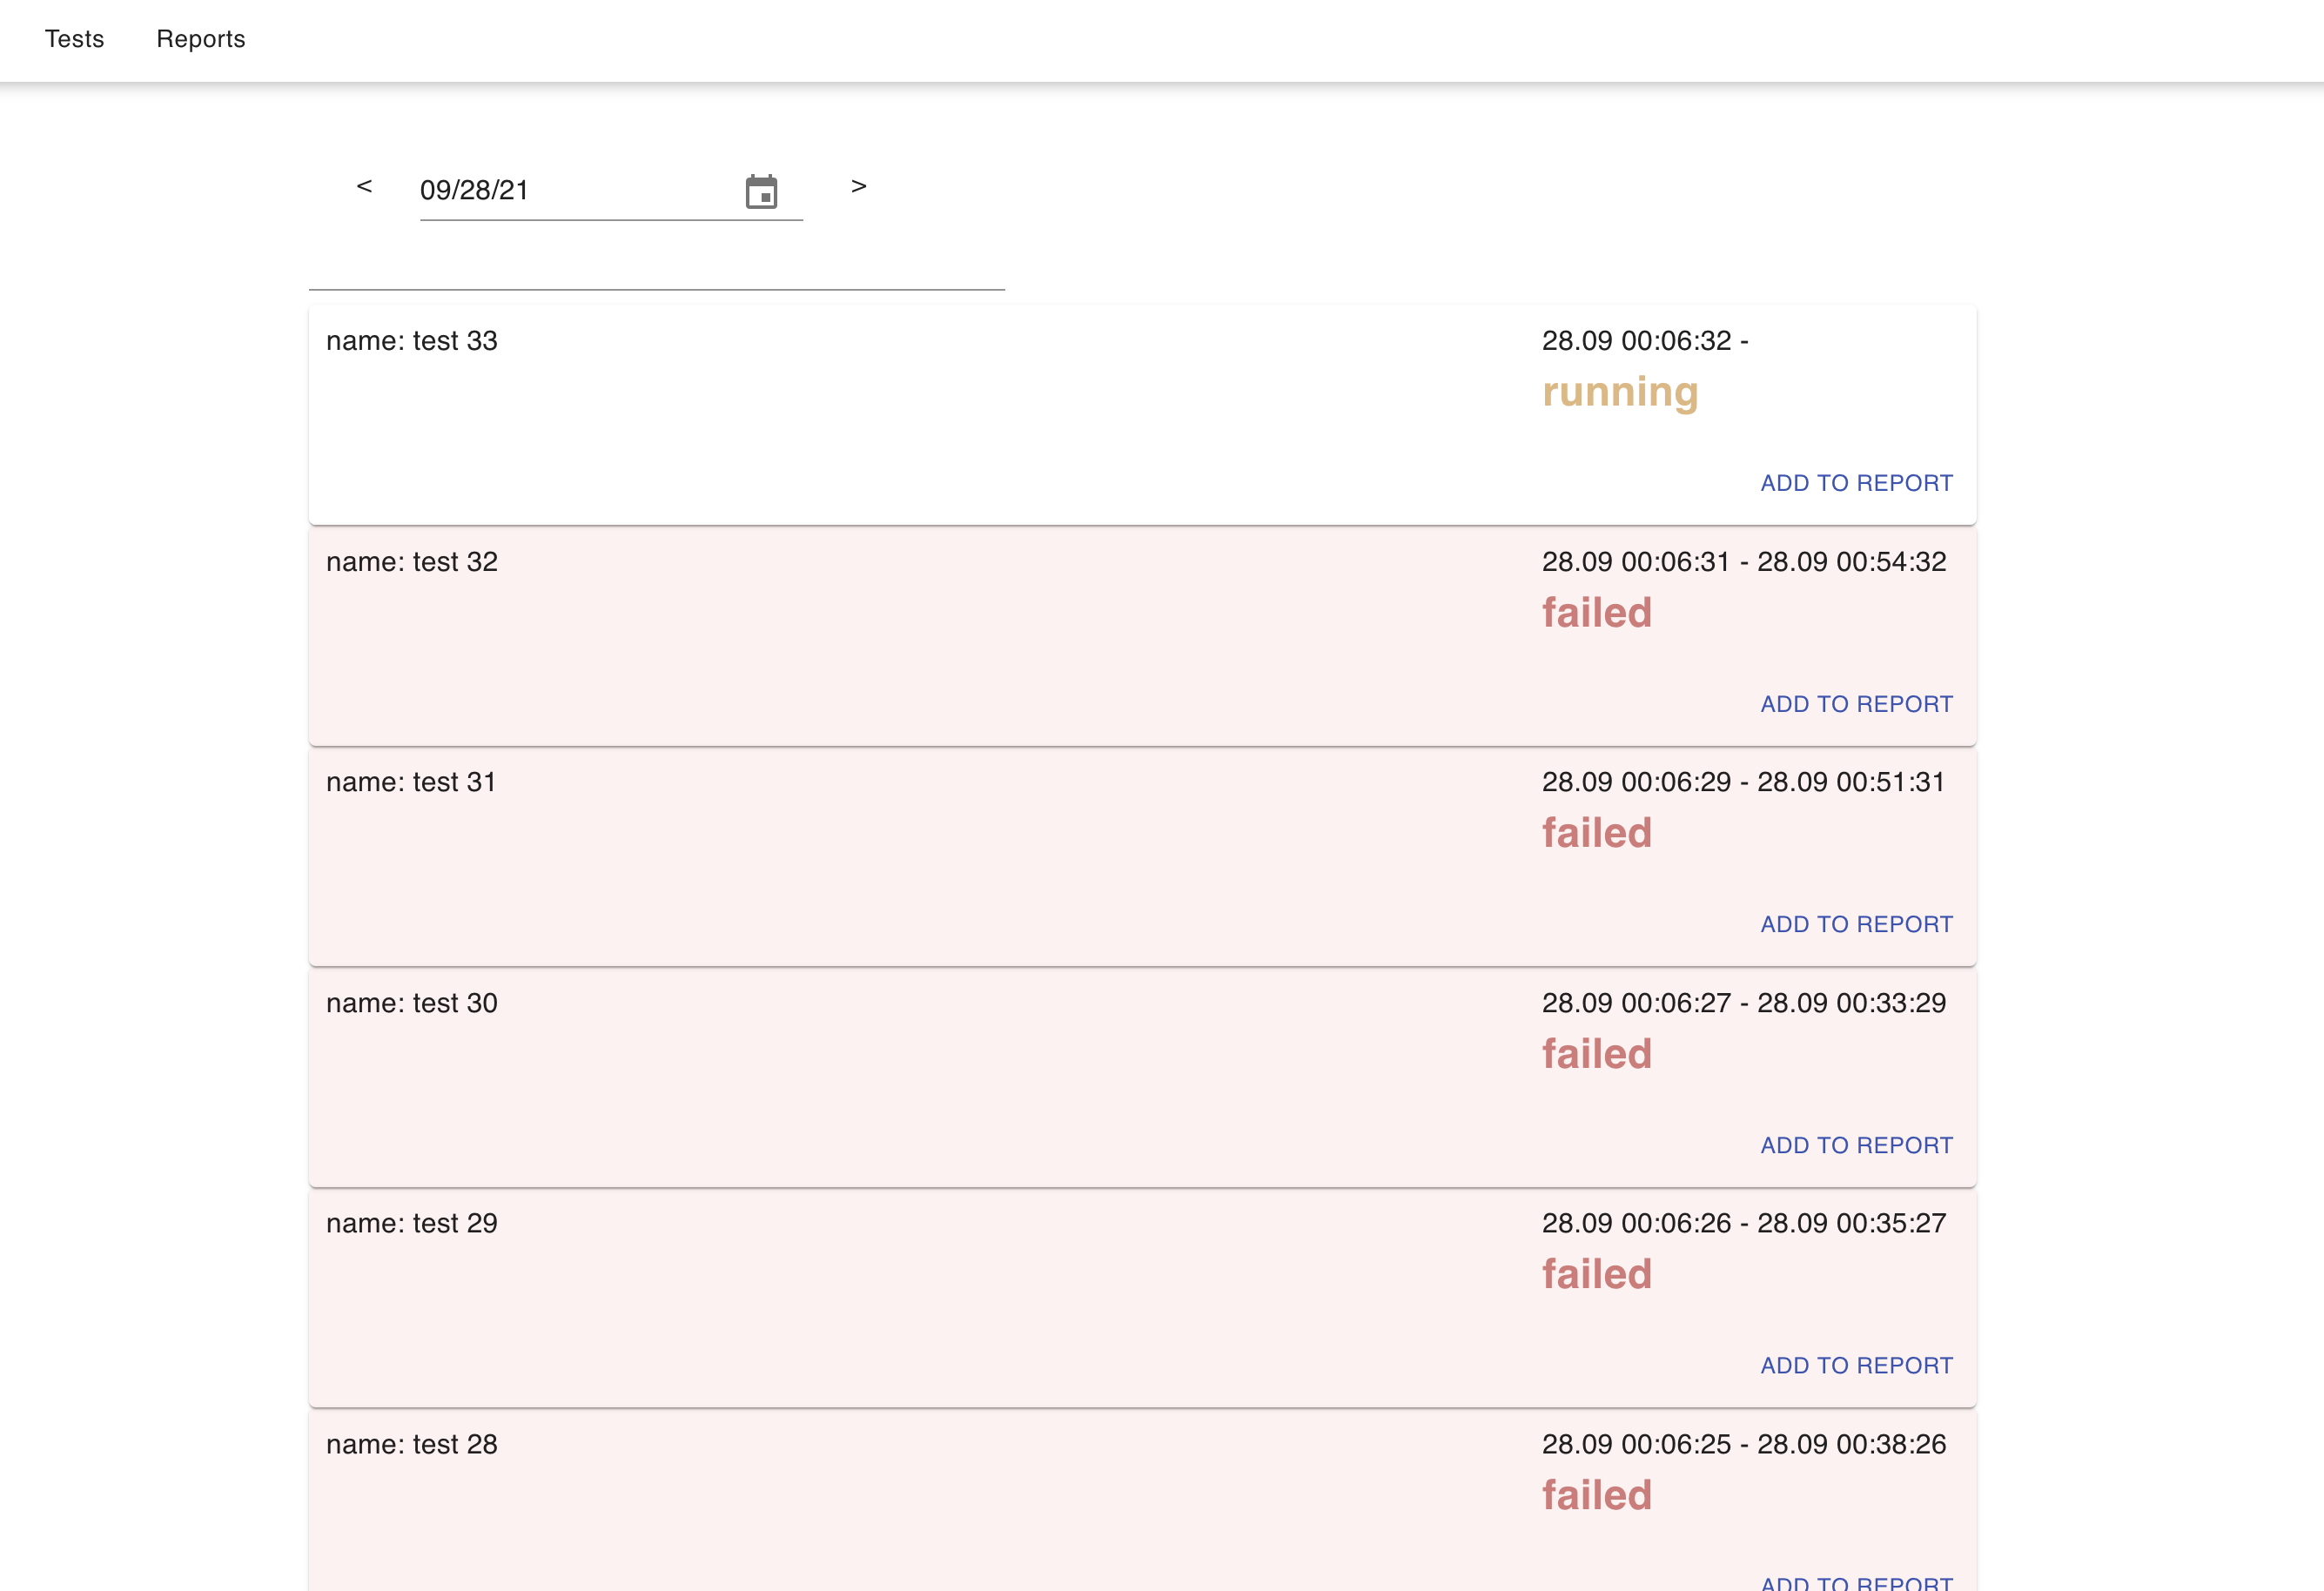 Tests Reports
< 09/28/21 >
name: test 33 28.09 00:06:32 -
running
ADD TO REPORT
name: test 32 28.09 00:06:31 - 28.09 00:54:32
failed
ADD TO REPORT
name: test 31 28.09 00:06:29 - 28.09 00:51:31
failed
ADD TO REPORT
name: test 30 28.09 00:06:27 - 28.09 00:33:29
failed
ADD TO REPORT
name: test 29 28.09 00:06:26 - 28.09 00:35:27
failed
ADD TO REPORT
name: test 28 28.09 00:06:25 - 28.09 00:38:26
failed
ADD TO REPORT